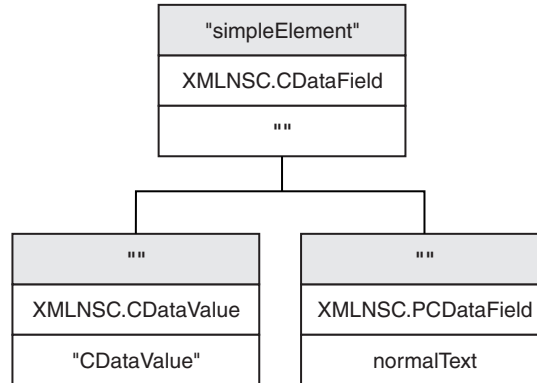 "simpleElement"
XMLNSC.CDataField
""
""
XMLNSC.CDataValue
"CDataValue"
""
XMLNSC.PCDataField
normalText